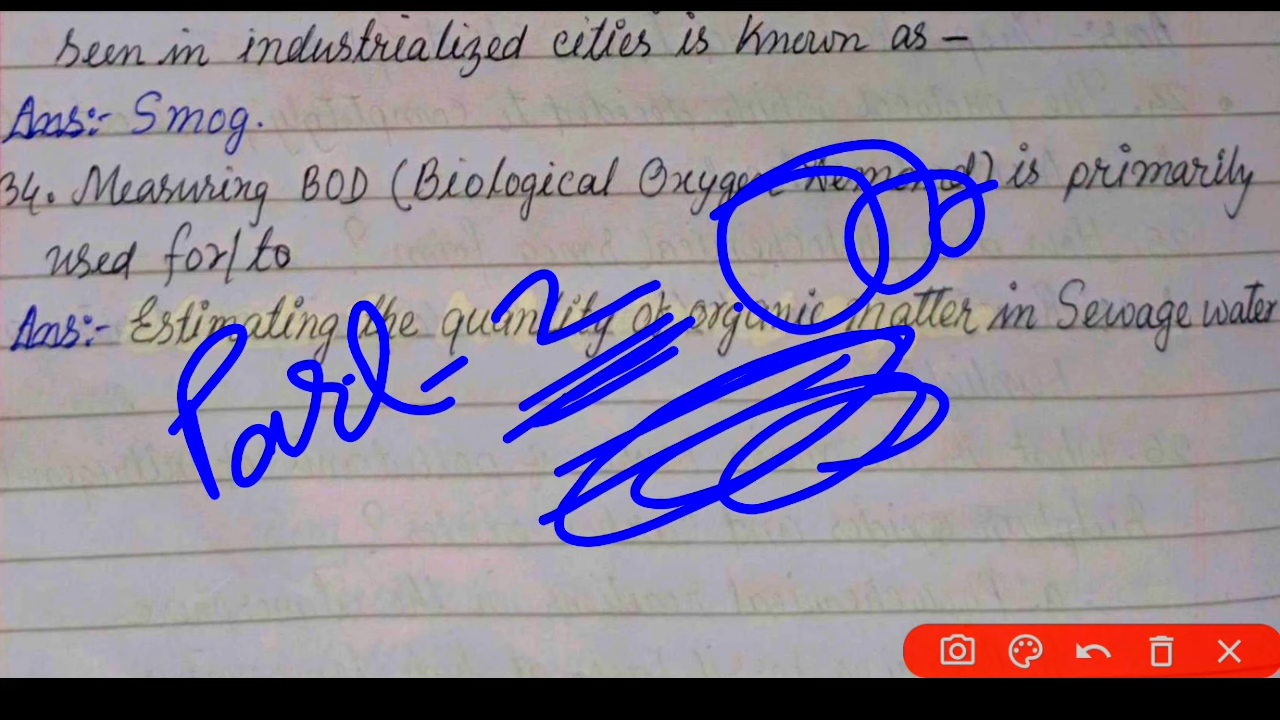 seen in industrialized cities is known as -
Ans:- Smog.
34. Measuring BOD (Biological Oxygen Demand) is primarily
used for/to
Ans:- Estimating the quantity of organic matter in Sewage water
Part-2